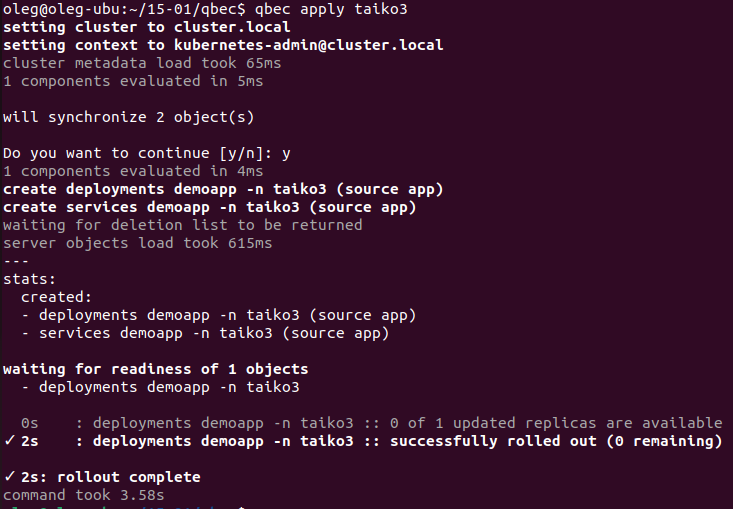 oleg@oleg-ubu:~/15-01/qbec$ qbec apply taiko3
setting cluster to cluster.local
setting context to kubernetes-admin@cluster.local
cluster metadata load took 65ms
1 components evaluated in 5ms
will synchronize 2 object(s)
Do you want to continue [y/n]: y
1 components evaluated in 4ms
create deployments demoapp -n taiko3 (source app)
create services demoapp -n taiko3 (source app)
waiting for deletion list to be returned
server objects load took 615ms
---
stats:
  created:
  - deployments demoapp -n taiko3 (source app)
  - services demoapp -n taiko3 (source app)
waiting for readiness of 1 objects
  - deployments demoapp -n taiko3
  0s    : deployments demoapp -n taiko3 :: 0 of 1 updated replicas are available
✓ 2s    : deployments demoapp -n taiko3 :: successfully rolled out (0 remaining)
✓ 2s: rollout complete
command took 3.58s